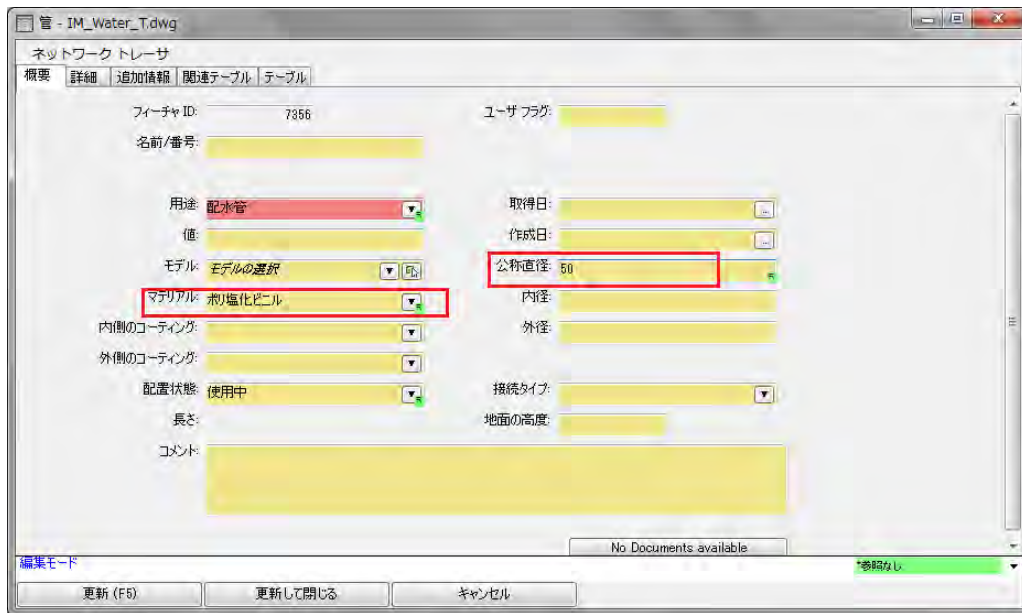 管 - IM_Water_T.dwg
ネットワーク トレーサ
概要 詳細 追加情報 関連テーブル テーブル
フィーチャ ID: 7356 ユーザ フラグ:
名前/番号:
用途: 配水管 取得日:
値: 作成日:
モデル: モデルの選択 公称直径: 50
マテリアル: ポリ塩化ビニル 内径:
内側のコーティング: 外径:
外側のコーティング:
配置状態: 使用中 接続タイプ:
長さ: 地面の高度:
コメント:
No Documents available
編集モード *参照なし
更新 (F5) 更新して閉じる キャンセル